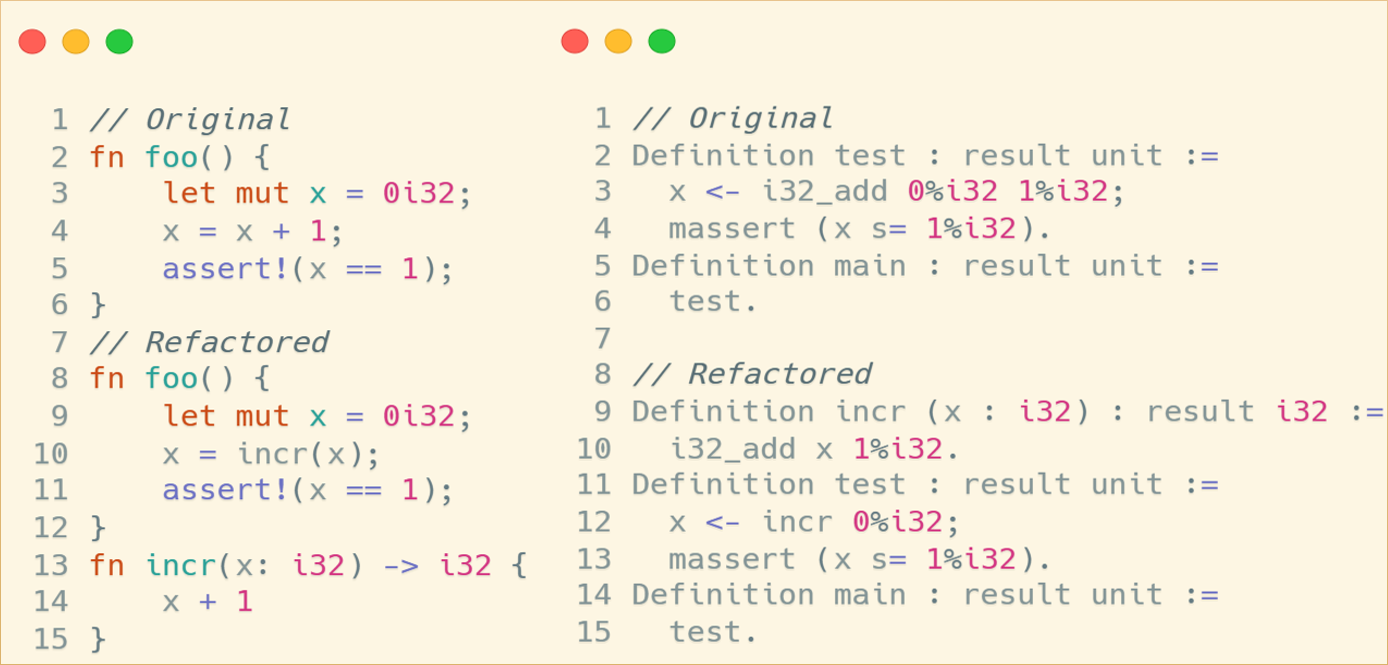 1 // Original
2 fn foo() {
3     let mut x = 0i32;
4     x = x + 1;
5     assert!(x == 1);
6 }
7 // Refactored
8 fn foo() {
9     let mut x = 0i32;
10     x = incr(x);
11     assert!(x == 1);
12 }
13 fn incr(x: i32) -> i32 {
14     x + 1
15 }
1 // Original
2 Definition test : result unit :=
3   x <- i32_add 0%i32 1%i32;
4   massert (x s= 1%i32).
5 Definition main : result unit :=
6   test.
7
8 // Refactored
9 Definition incr (x : i32) : result i32 :=
10   i32_add x 1%i32.
11 Definition test : result unit :=
12   x <- incr 0%i32;
13   massert (x s= 1%i32).
14 Definition main : result unit :=
15   test.